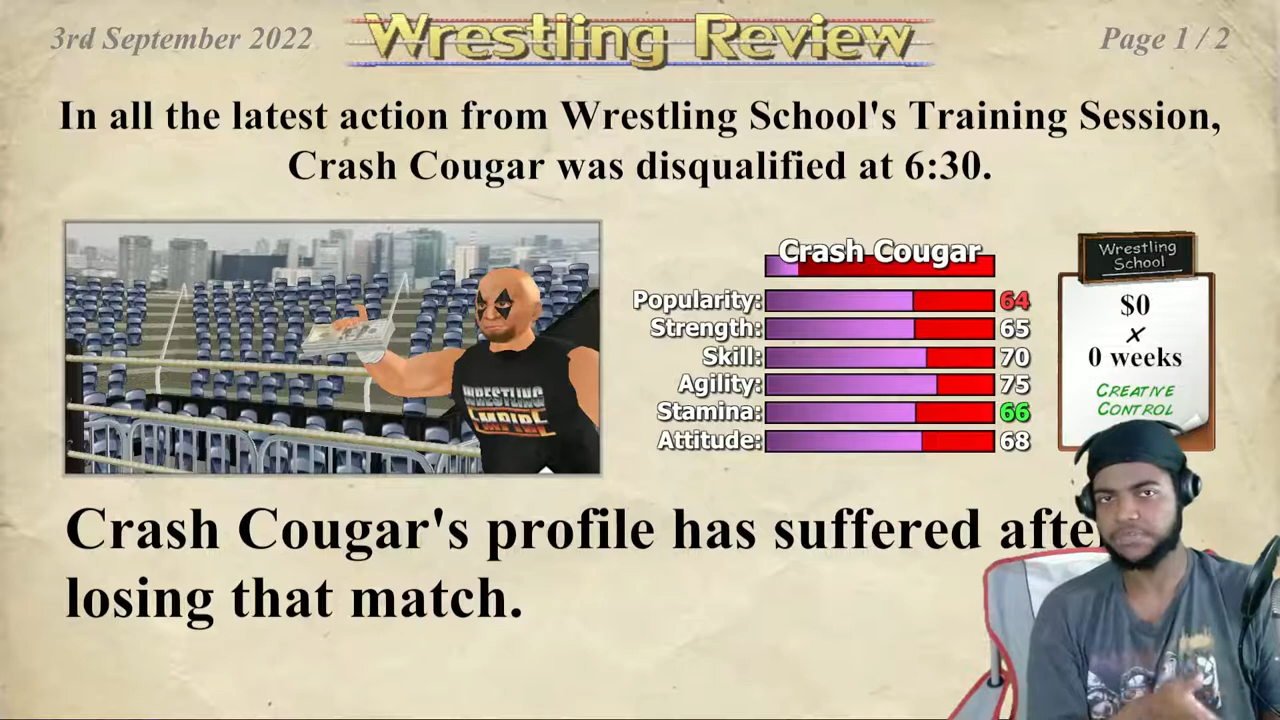 3rd September 2022
Wrestling Review
Page 1 / 2
In all the latest action from Wrestling School's Training Session,
Crash Cougar was disqualified at 6:30.
WRESTLING
EMPIRE
Crash Cougar
Popularity: 64
Strength: 65
Skill: 70
Agility: 75
Stamina: 66
Attitude: 68
Wrestling
School
$0
x
0 weeks
CREATIVE
CONTROL
Crash Cougar's profile has suffered after
losing that match.